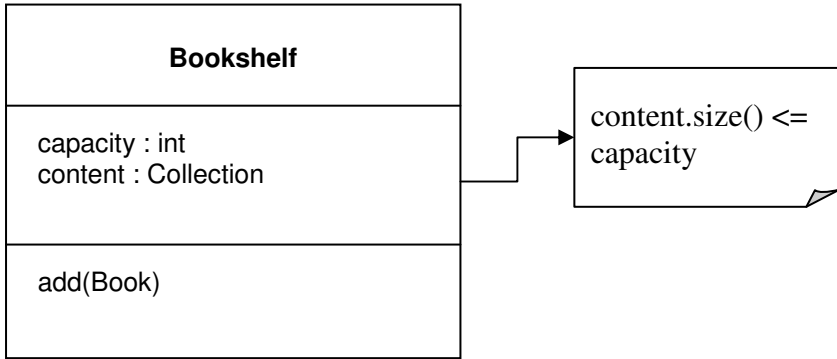 Bookshelf
capacity : int
content : Collection
add(Book)
content.size() <=
capacity